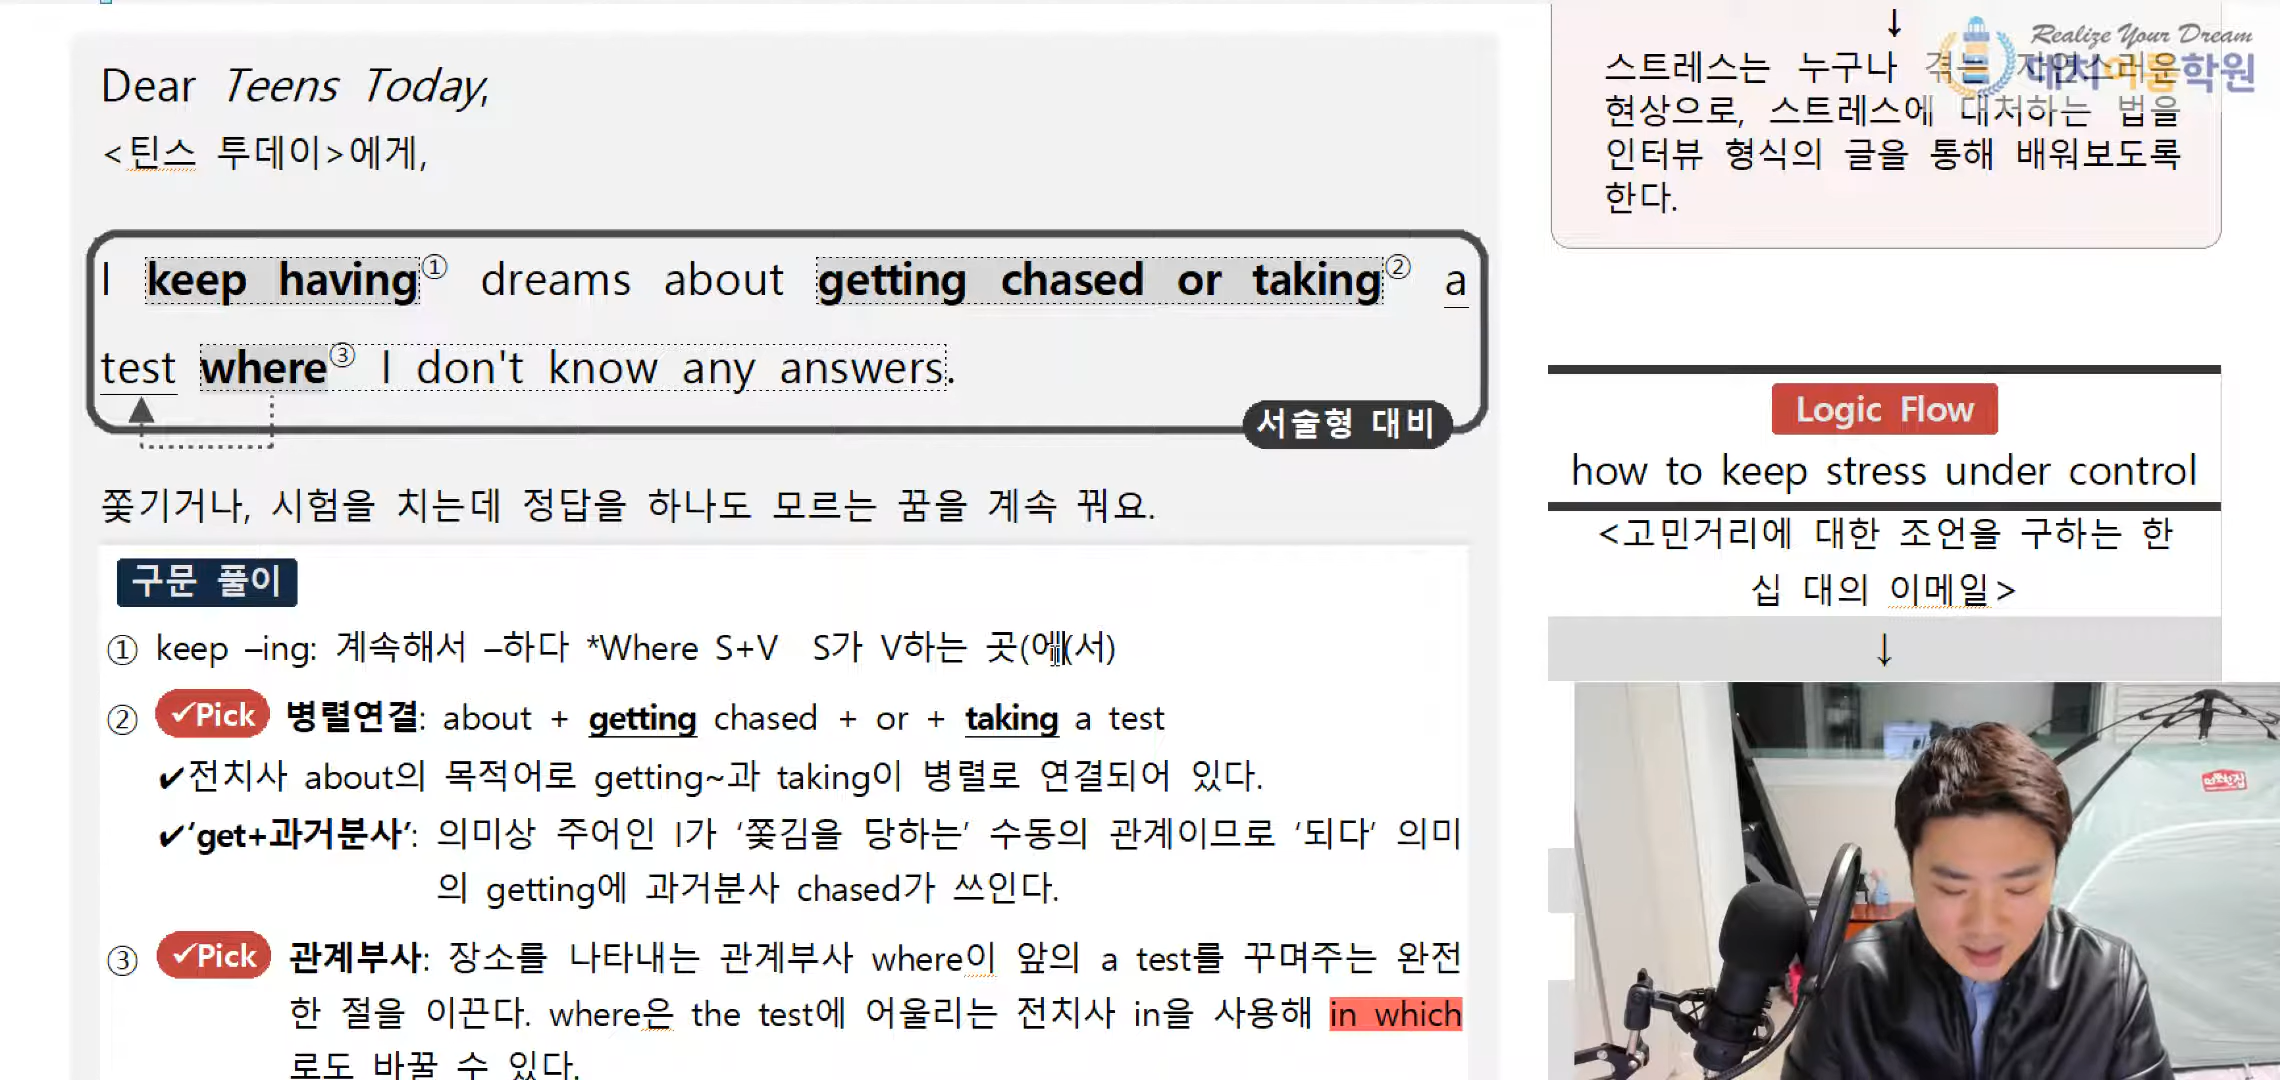 Dear Teens Today,
<틴스 투데이>에게,
I keep having① dreams about getting chased or taking② a
test where③ I don't know any answers.
서술형 대비
쫓기거나, 시험을 치는데 정답을 하나도 모르는 꿈을 계속 꿔요.
구문 풀이
① keep –ing: 계속해서 –하다 *Where S+V S가 V하는 곳(에(서)
② ✓Pick 병렬연결: about + getting chased + or + taking a test
✔전치사 about의 목적어로 getting~과 taking이 병렬로 연결되어 있다.
✔‘get+과거분사’: 의미상 주어인 I가 ‘쫓김을 당하는’ 수동의 관계이므로 ‘되다’ 의미
의 getting에 과거분사 chased가 쓰인다.
③ ✓Pick 관계부사: 장소를 나타내는 관계부사 where이 앞의 a test를 꾸며주는 완전
한 절을 이끈다. where은 the test에 어울리는 전치사 in을 사용해 in which
로도 바꿀 수 있다.
↓
Realize Your Dream
대치이룸학원
스트레스는 누구나 겪는 자연스러운
현상으로, 스트레스에 대처하는 법을
인터뷰 형식의 글을 통해 배워보도록
한다.
Logic Flow
how to keep stress under control
<고민거리에 대한 조언을 구하는 한
십 대의 이메일>
↓